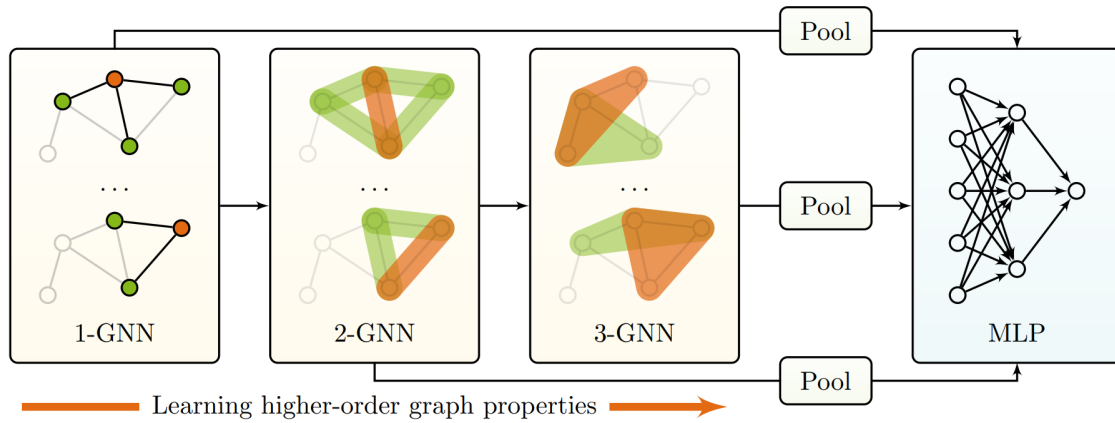 Pool
...
...
...
Pool
1-GNN
2-GNN
3-GNN
MLP
Pool
Learning higher-order graph properties